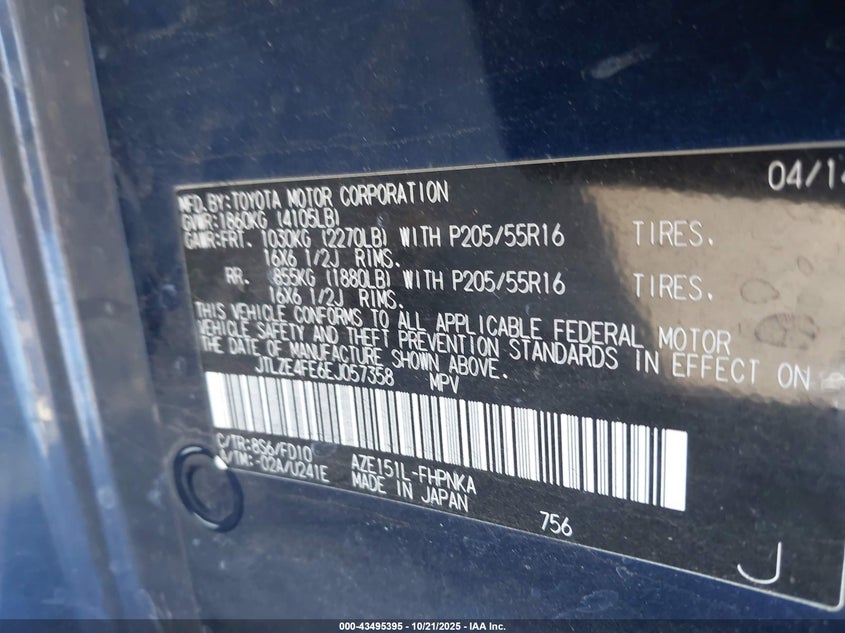 04/14
MFD.BY:TOYOTA MOTOR CORPORATION
GVWR:1860KG (4105LB)
GAWR:FRT. 1030KG (2270LB) WITH P205/55R16 TIRES.
16X6 1/2J RIMS.
RR. 855KG (1880LB) WITH P205/55R16 TIRES.
16X6 1/2J RIMS.
THIS VEHICLE CONFORMS TO ALL APPLICABLE FEDERAL MOTOR
VEHICLE SAFETY AND THEFT PREVENTION STANDARDS IN EFFECT ON
THE DATE OF MANUFACTURE SHOWN ABOVE.
JTLZE4FE6EJ057358 MPV
C/TR:8S6/FD10
A/TM:-02A/U241E
AZE151L-FHPNKA
MADE IN JAPAN
756
J
000-43495395 - 10/21/2025 - IAA Inc.